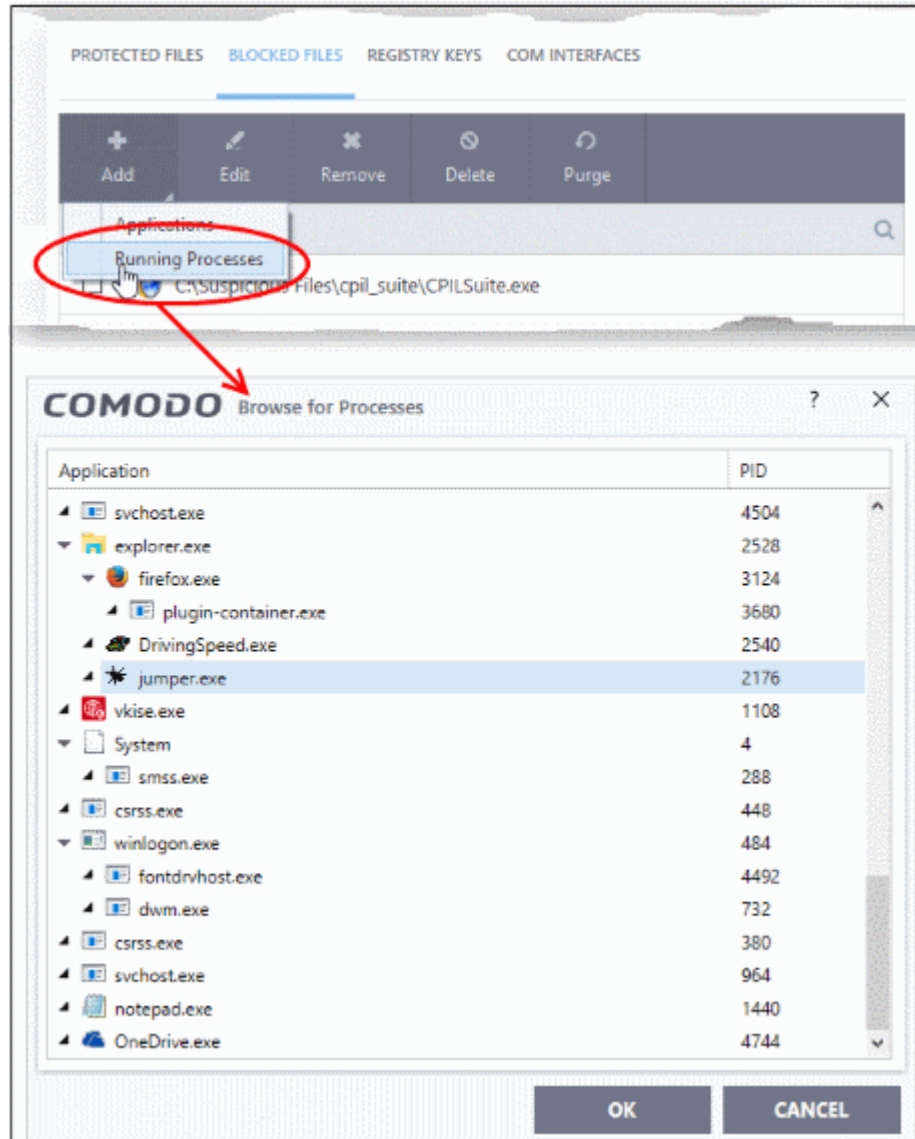 PROTECTED FILES BLOCKED FILES REGISTRY KEYS COM INTERFACES
Add Edit Remove Delete Purge
Applications
Running Processes
C:\Suspicious Files\cpil_suite\CPILSuite.exe
COMODO Browse for Processes ?
Application PID
svchost.exe 4504
explorer.exe 2528
firefox.exe 3124
plugin-container.exe 3680
DrivingSpeed.exe 2540
jumper.exe 2176
vkise.exe 1108
System 4
smss.exe 288
csrss.exe 448
winlogon.exe 484
fontdrvhost.exe 4492
dwm.exe 732
csrss.exe 380
svchost.exe 964
notepad.exe 1440
OneDrive.exe 4744
OK CANCEL